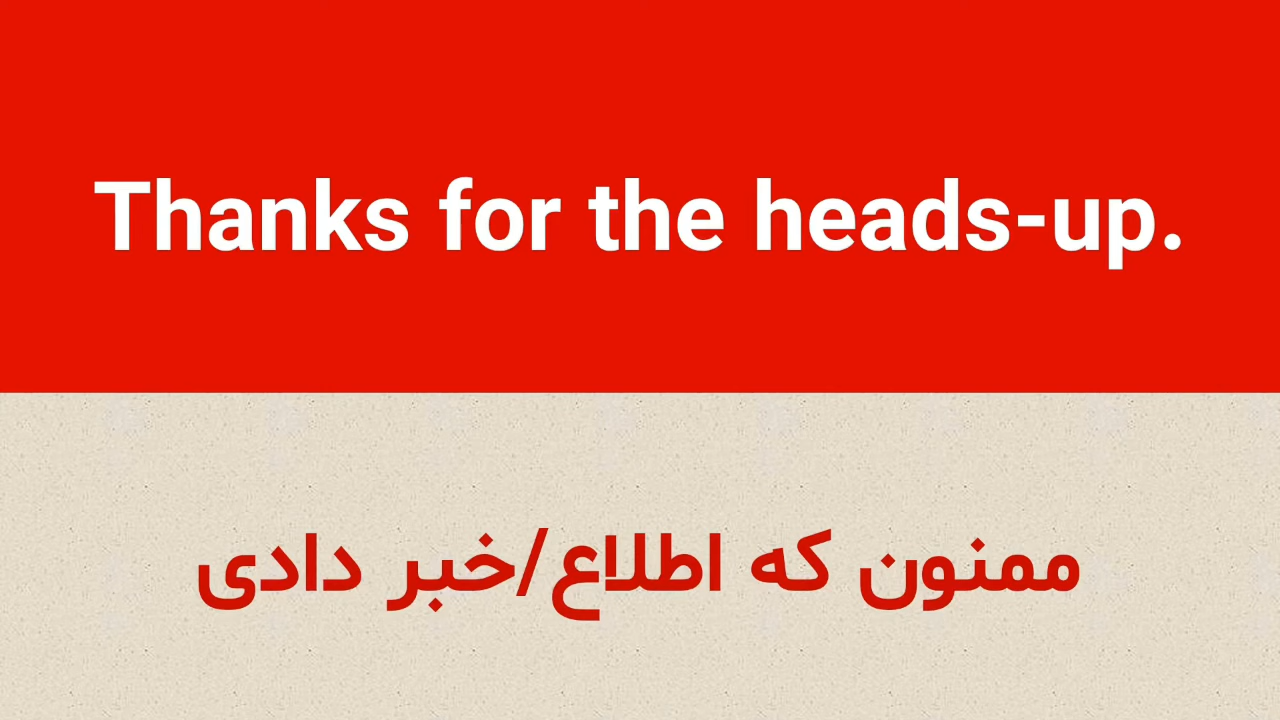 Thanks for the heads-up.
ممنون که اطلاع/خبر دادی